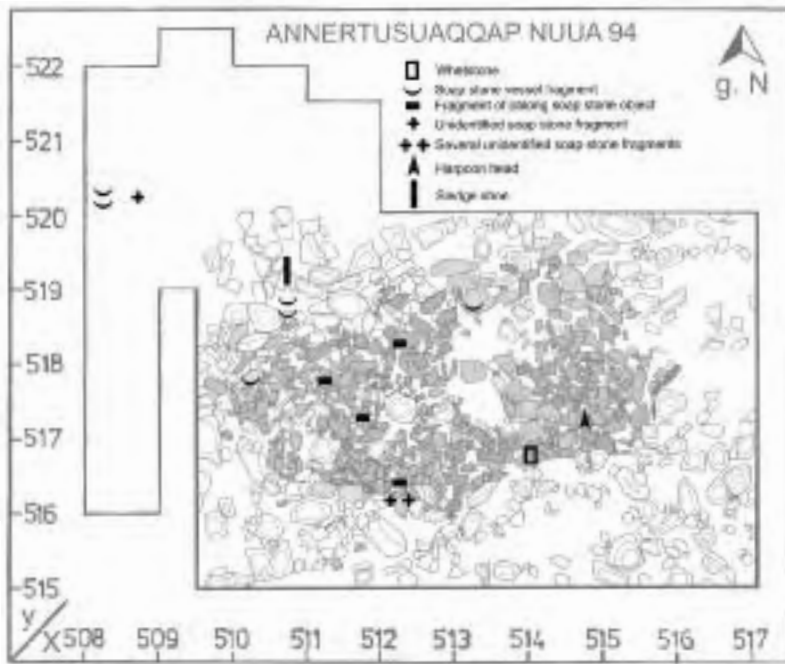 ANNERTUSUAQQAP NUUA 94
g. N
Whetstone
Soap stone vessel fragment
Fragment of oblong soap stone object
Unidentified soap stone fragment
Several unidentified soap stone fragments
Harpoon head
Sledge shoe
522
521
520
519
518
517
516
515
y
X
508 509 510 511 512 513 514 515 516 517